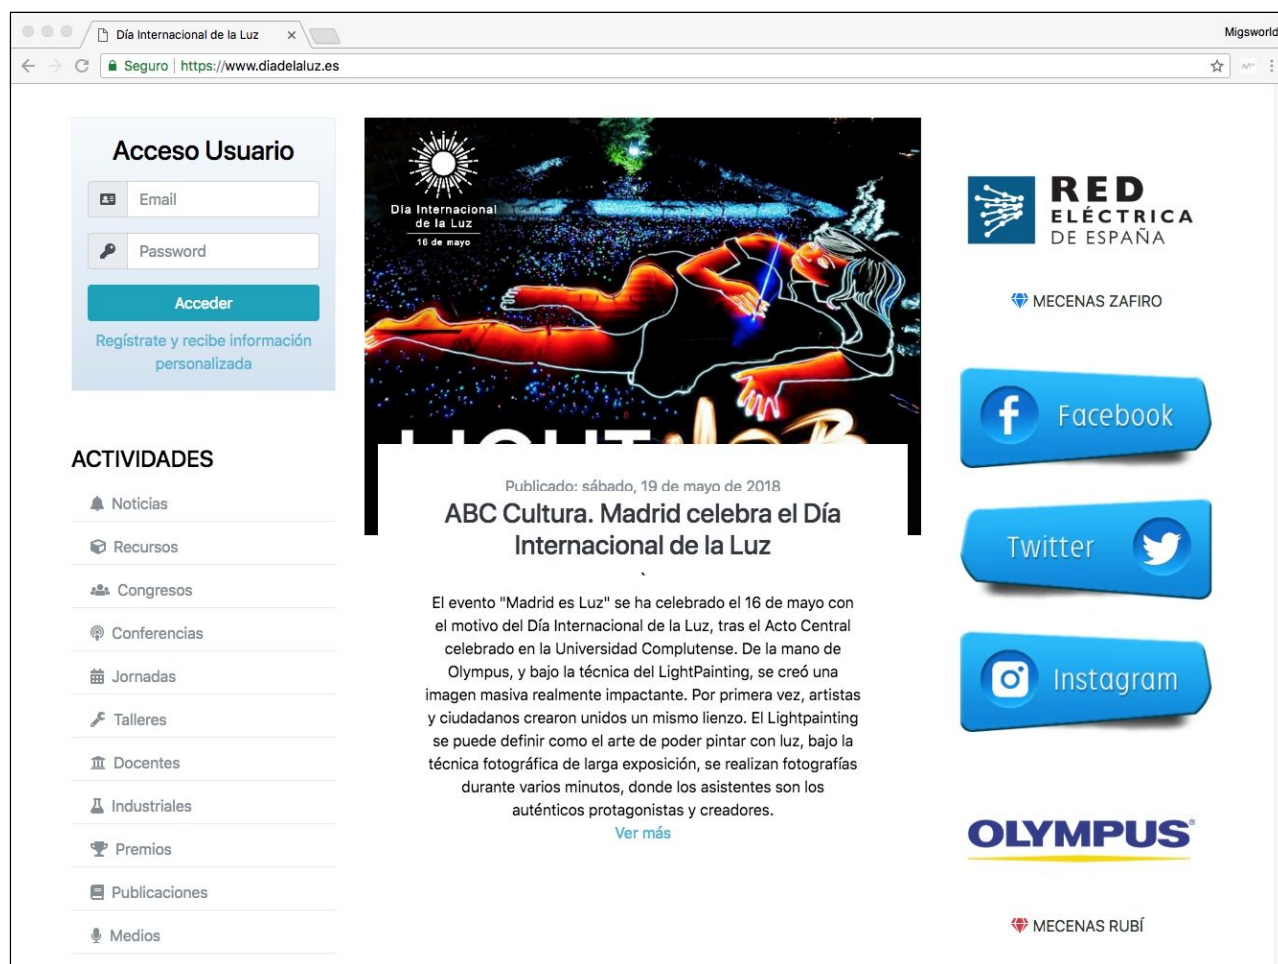 Día Internacional de la Luz
Migsworld
Seguro | https://www.diadelaluz.es
Acceso Usuario
Email
Password
Acceder
Regístrate y recibe información
personalizada
ACTIVIDADES
Noticias
Recursos
Congresos
Conferencias
Jornadas
Talleres
Docentes
Industriales
Premios
Publicaciones
Medios
Día Internacional
de la Luz
16 de mayo
LIGHT
Publicado: sábado, 19 de mayo de 2018
ABC Cultura. Madrid celebra el Día
Internacional de la Luz
`
El evento "Madrid es Luz" se ha celebrado el 16 de mayo con
el motivo del Día Internacional de la Luz, tras el Acto Central
celebrado en la Universidad Complutense. De la mano de
Olympus, y bajo la técnica del LightPainting, se creó una
imagen masiva realmente impactante. Por primera vez, artistas
y ciudadanos crearon unidos un mismo lienzo. El Lightpainting
se puede definir como el arte de poder pintar con luz, bajo la
técnica fotográfica de larga exposición, se realizan fotografías
durante varios minutos, donde los asistentes son los
auténticos protagonistas y creadores.
Ver más
RED
ELÉCTRICA
DE ESPAÑA
MECENAS ZAFIRO
Facebook
Twitter
Instagram
OLYMPUS®
MECENAS RUBÍ